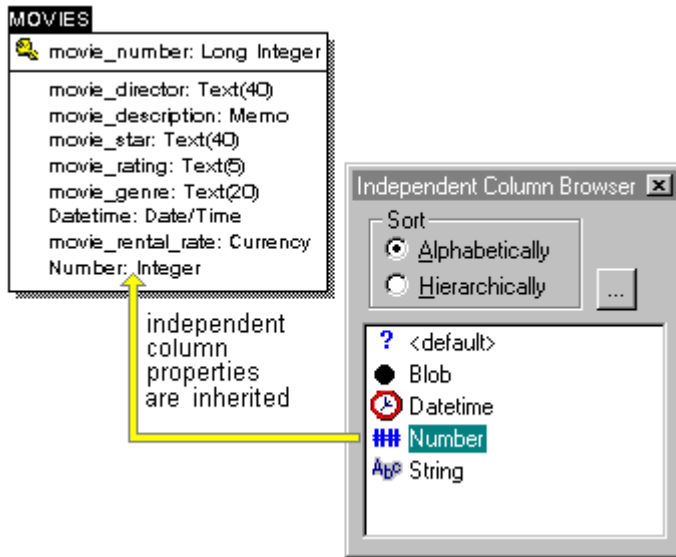 MOVIES
movie_number: Long Integer
movie_director: Text(40)
movie_description: Memo
movie_star: Text(40)
movie_rating: Text(5)
movie_genre: Text(20)
Datetime: Date/Time
movie_rental_rate: Currency
Number: Integer
independent
column
properties
are inherited
Independent Column Browser
Sort
Alphabetically
Hierarchically
...
? <default>
Blob
Datetime
## Number
Abc String